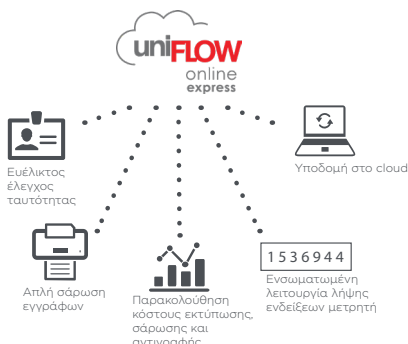 uniFLOW
online
express
Ευέλικτος
έλεγχος
ταυτότητας
Υποδομή στο cloud
Απλή σάρωση
εγγράφων
Παρακολούθηση
κόστους εκτύπωσης,
σάρωσης και
αντιγραφής
1536944
Ενσωματωμένη
λειτουργία λήψης
ενδείξεων μετρητή